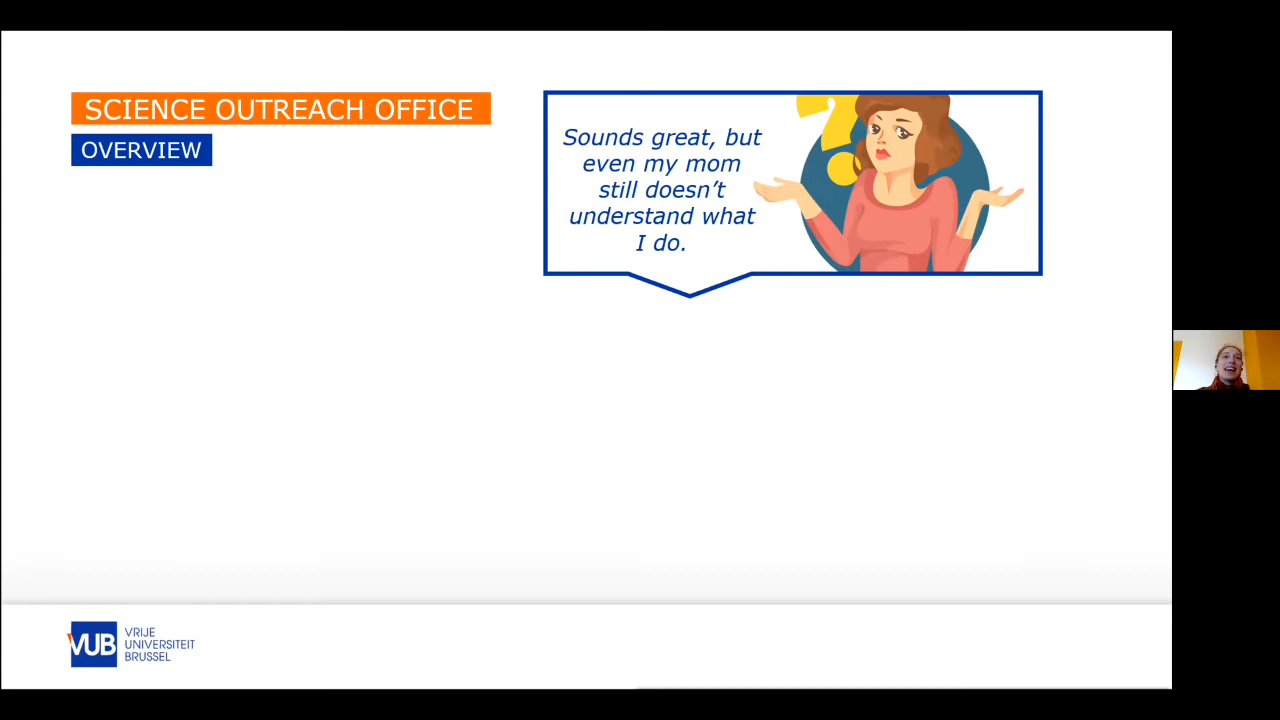 SCIENCE OUTREACH OFFICE
OVERVIEW
Sounds great, but
even my mom
still doesn’t
understand what
I do.
?
VUB
VRIJE
UNIVERSITEIT
BRUSSEL